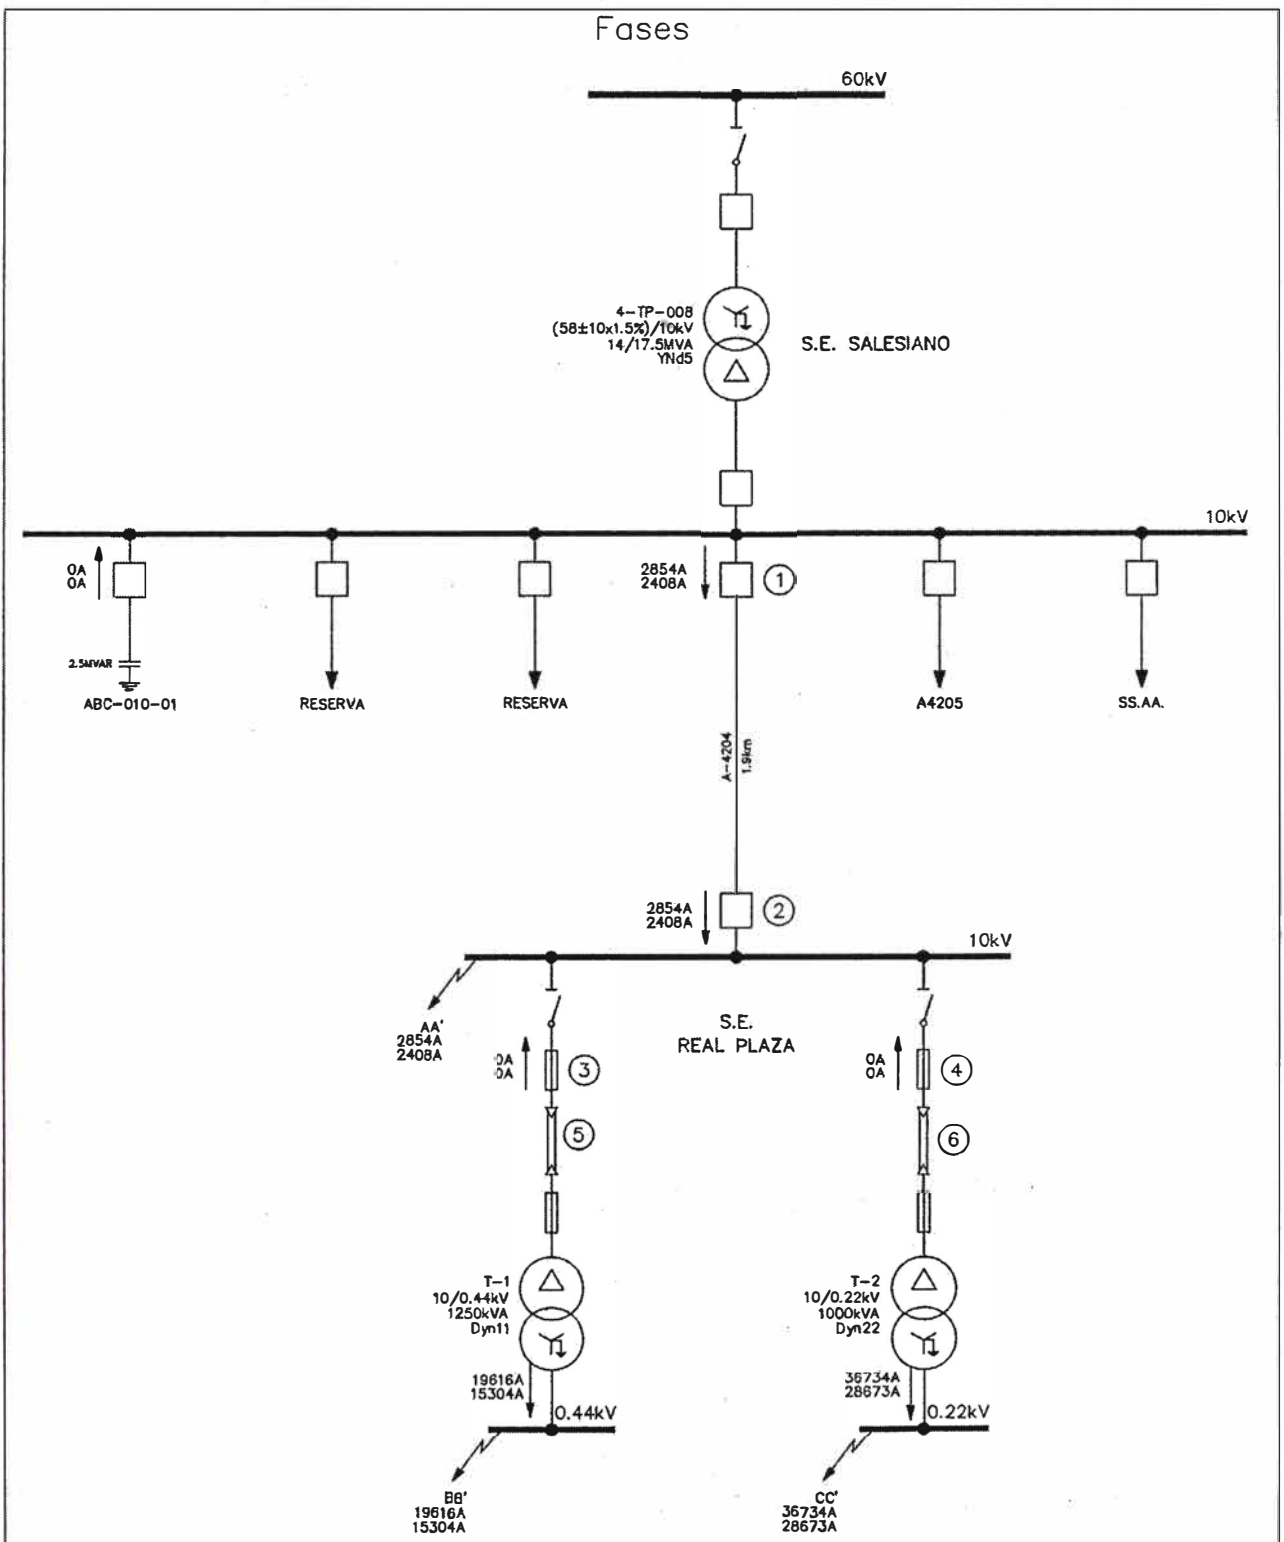 Fases
60kV
4-TP-008
(58±10x1.5%)/10kV
14/17.5MVA
YNd5
S.E. SALESIANO
10kV
0A
0A
2854A
2408A
1
2.5MVAR
ABC-010-01
RESERVA
RESERVA
A4205
SS.AA.
A-4204
1.9km
2854A
2408A
2
10kV
AA'
2854A
2408A
S.E.
REAL PLAZA
0A
0A
3
0A
0A
4
5
6
T-1
10/0.44kV
1250kVA
Dyn11
T-2
10/0.22kV
1000kVA
Dyn22
19616A
15304A
0.44kV
36734A
28673A
0.22kV
BB'
19616A
15304A
CC'
36734A
28673A